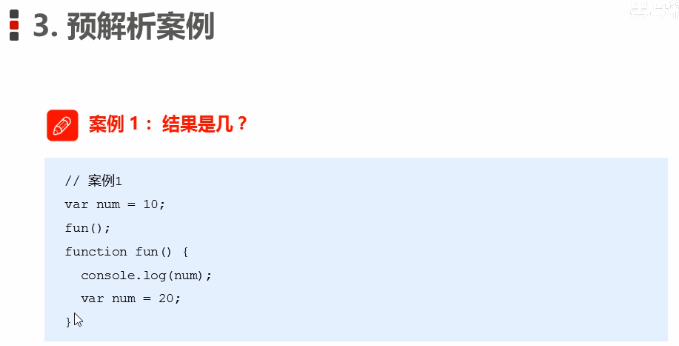 3. 预解析案例
案例 1 ：结果是几？
// 案例1
var num = 10;
fun();
function fun() {
console.log(num);
var num = 20;
}